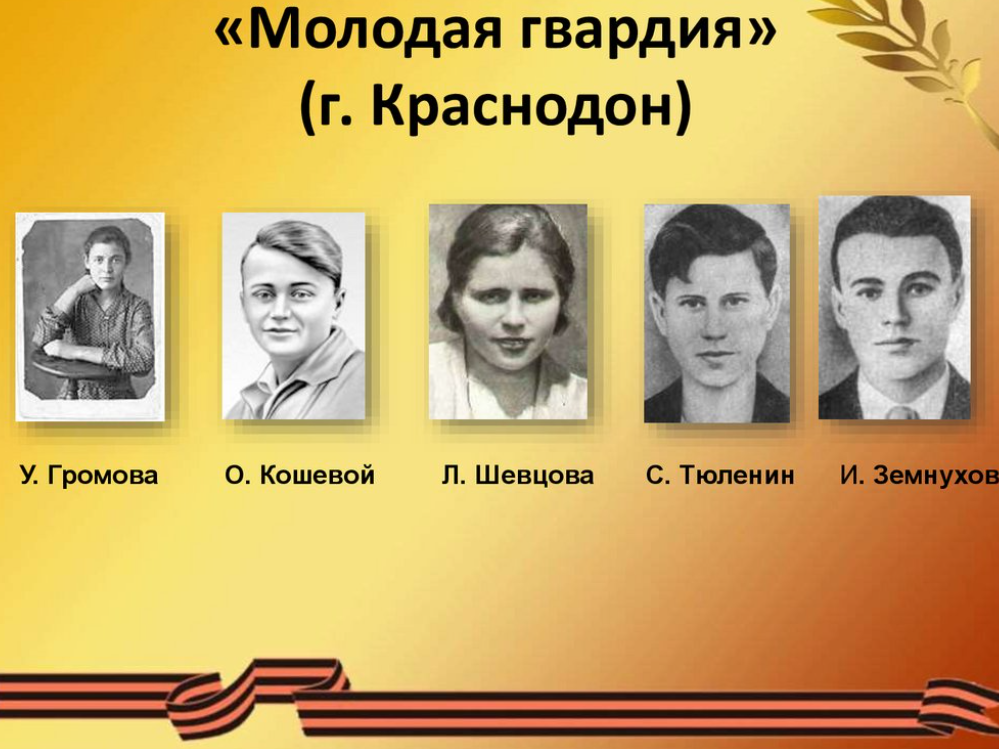 «Молодая гвардия»
(г. Краснодон)
У. Громова О. Кошевой Л. Шевцова С. Тюленин И. Земнухов